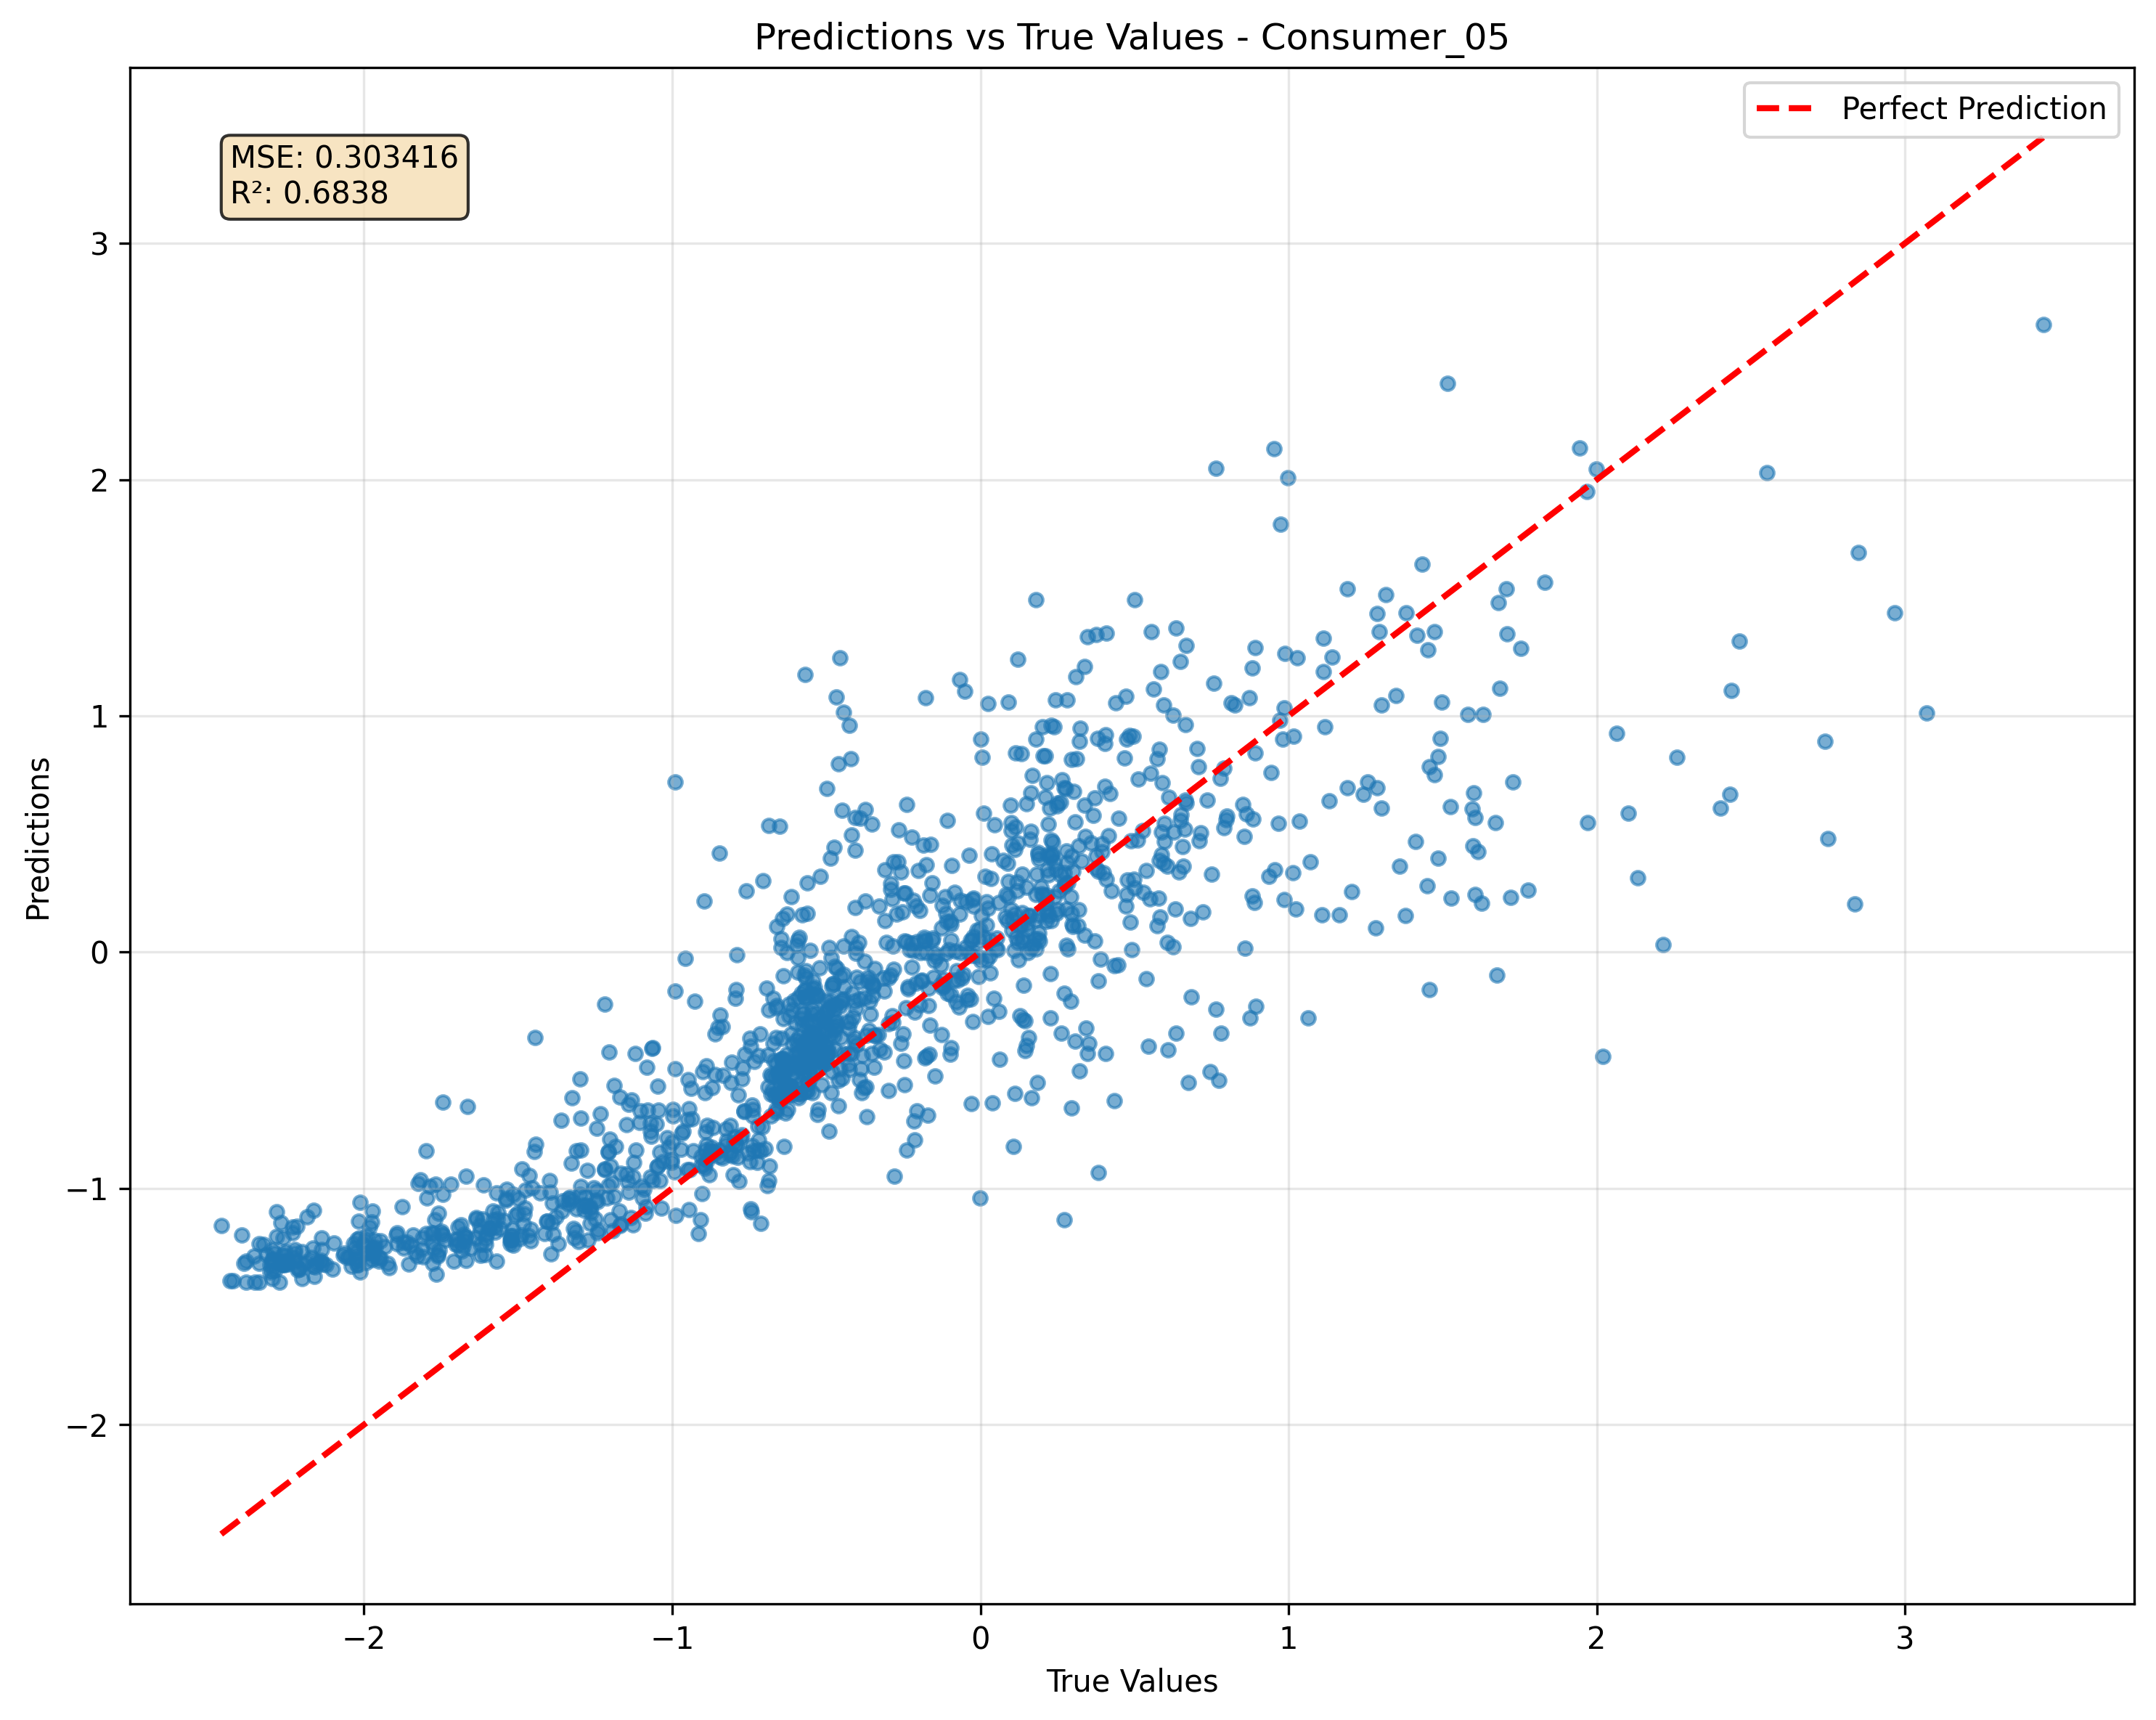 Predictions vs True Values - Consumer_05
Perfect Prediction
MSE: 0.303416
R²: 0.6838
3
2
1
0
−1
−2
Predictions
−2
−1
0
1
2
3
True Values